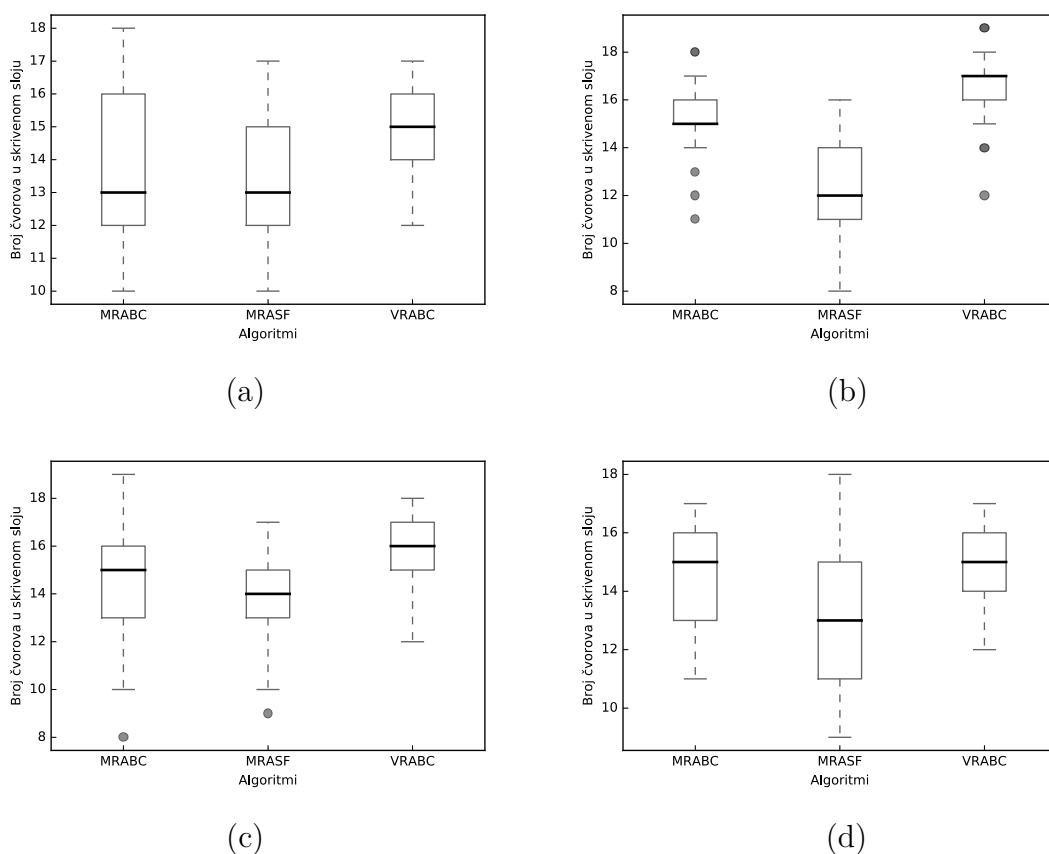 Broj čvorova u skrivenom sloju
18
17
16
15
14
13
12
11
10
MRABC MRASF VRABC
Algoritmi
(a)
Broj čvorova u skrivenom sloju
18
16
14
12
10
8
MRABC MRASF VRABC
Algoritmi
(b)
Broj čvorova u skrivenom sloju
18
16
14
12
10
8
MRABC MRASF VRABC
Algoritmi
(c)
Broj čvorova u skrivenom sloju
18
16
14
12
10
MRABC MRASF VRABC
Algoritmi
(d)